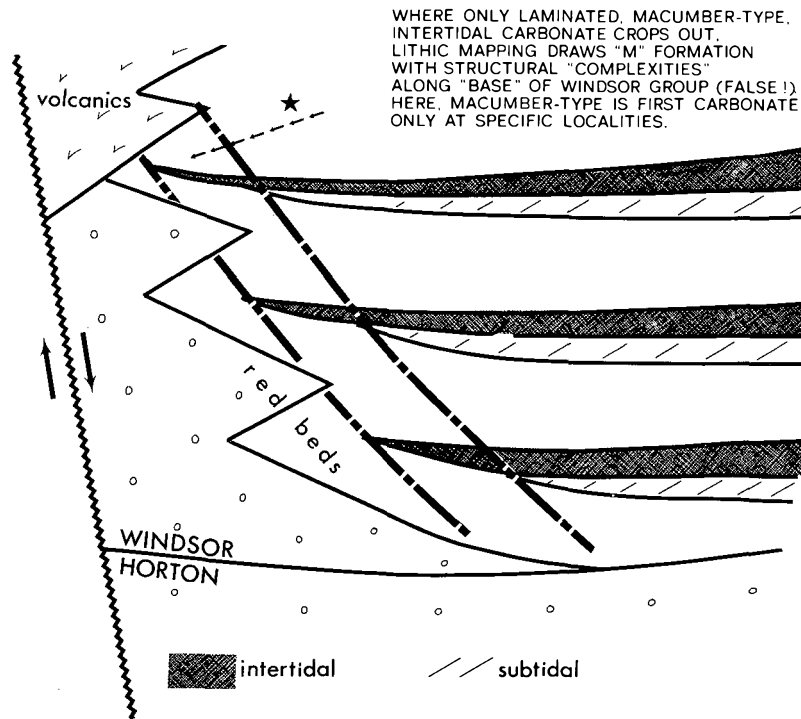 WHERE ONLY LAMINATED, MACUMBER-TYPE,
INTERTIDAL CARBONATE CROPS OUT,
LITHIC MAPPING DRAWS "M" FORMATION
WITH STRUCTURAL "COMPLEXITIES"
ALONG "BASE" OF WINDSOR GROUP (FALSE!)
HERE, MACUMBER-TYPE IS FIRST CARBONATE
ONLY AT SPECIFIC LOCALITIES.
volcanics
red beds
WINDSOR
HORTON
intertidal
subtidal